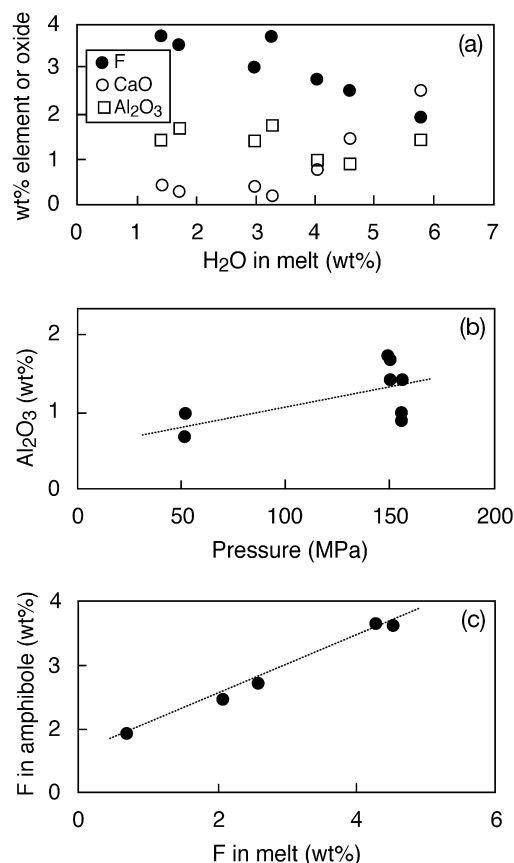 (a)
wt% element or oxide
4
3
2
1
0
F
CaO
Al₂O₃
0 1 2 3 4 5 6 7
H₂O in melt (wt%)
(b)
Al₂O₃ (wt%)
2
1
0
0 50 100 150 200
Pressure (MPa)
(c)
F in amphibole (wt%)
4
3
2
0
0 2 4 6
F in melt (wt%)